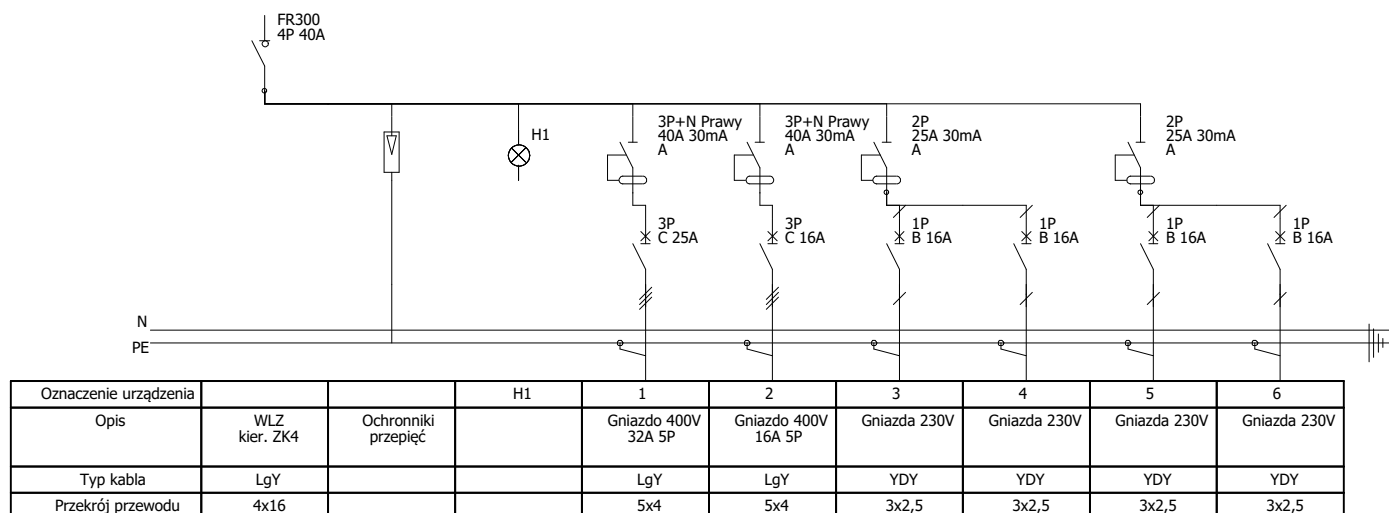 FR300
4P 40A
H1
3P+N Prawy
40A 30mA
A
3P+N Prawy
40A 30mA
A
2P
25A 30mA
A
2P
25A 30mA
A
3P
C 25A
3P
C 16A
1P
B 16A
1P
B 16A
1P
B 16A
1P
B 16A
N
PE
Oznaczenie urządzenia H1 1 2 3 4 5 6
Opis WLZ Ochronniki Gniazdo 400V Gniazdo 400V Gniazda 230V Gniazda 230V Gniazda 230V Gniazda 230V
kier. ZK4 przepięć 32A 5P 16A 5P
Typ kabla LgY LgY LgY YDY YDY YDY YDY
Przekrój przewodu 4x16 5x4 5x4 3x2,5 3x2,5 3x2,5 3x2,5